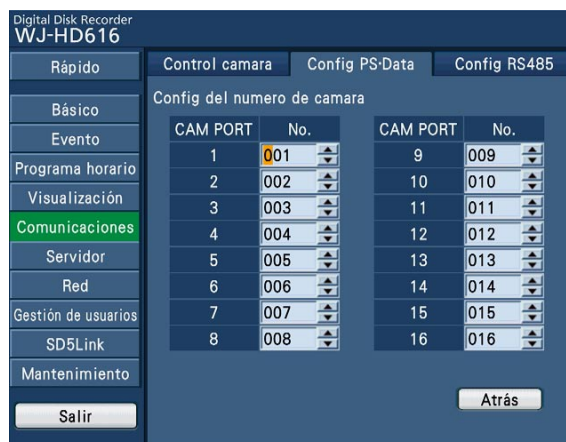 Digital Disk Recorder
WJ-HD616
Rápido
Básico
Evento
Programa horario
Visualización
Comunicaciones
Servidor
Red
Gestión de usuarios
SD5Link
Mantenimiento
Salir
Control camara Config PS·Data Config RS485
Config del numero de camara
CAM PORT No. CAM PORT No.
1 001 9 009
2 002 10 010
3 003 11 011
4 004 12 012
5 005 13 013
6 006 14 014
7 007 15 015
8 008 16 016
Atrás